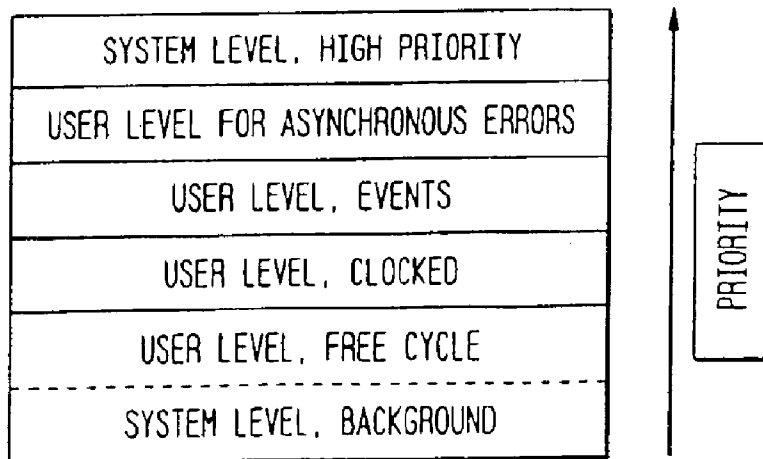 SYSTEM LEVEL, HIGH PRIORITY
USER LEVEL FOR ASYNCHRONOUS ERRORS
USER LEVEL, EVENTS
USER LEVEL, CLOCKED
USER LEVEL, FREE CYCLE
SYSTEM LEVEL, BACKGROUND
PRIORITY